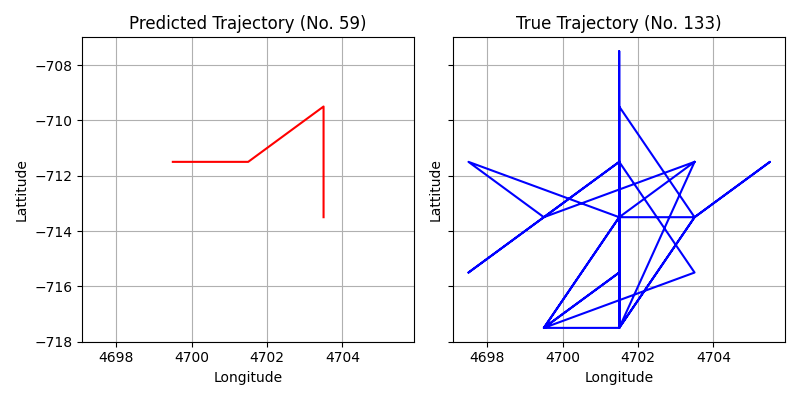 Predicted Trajectory (No. 59)
True Trajectory (No. 133)
−708
−710
−712
−714
−716
−718
Lattitude
Lattitude
4698
4700
4702
4704
4698
4700
4702
4704
Longitude
Longitude